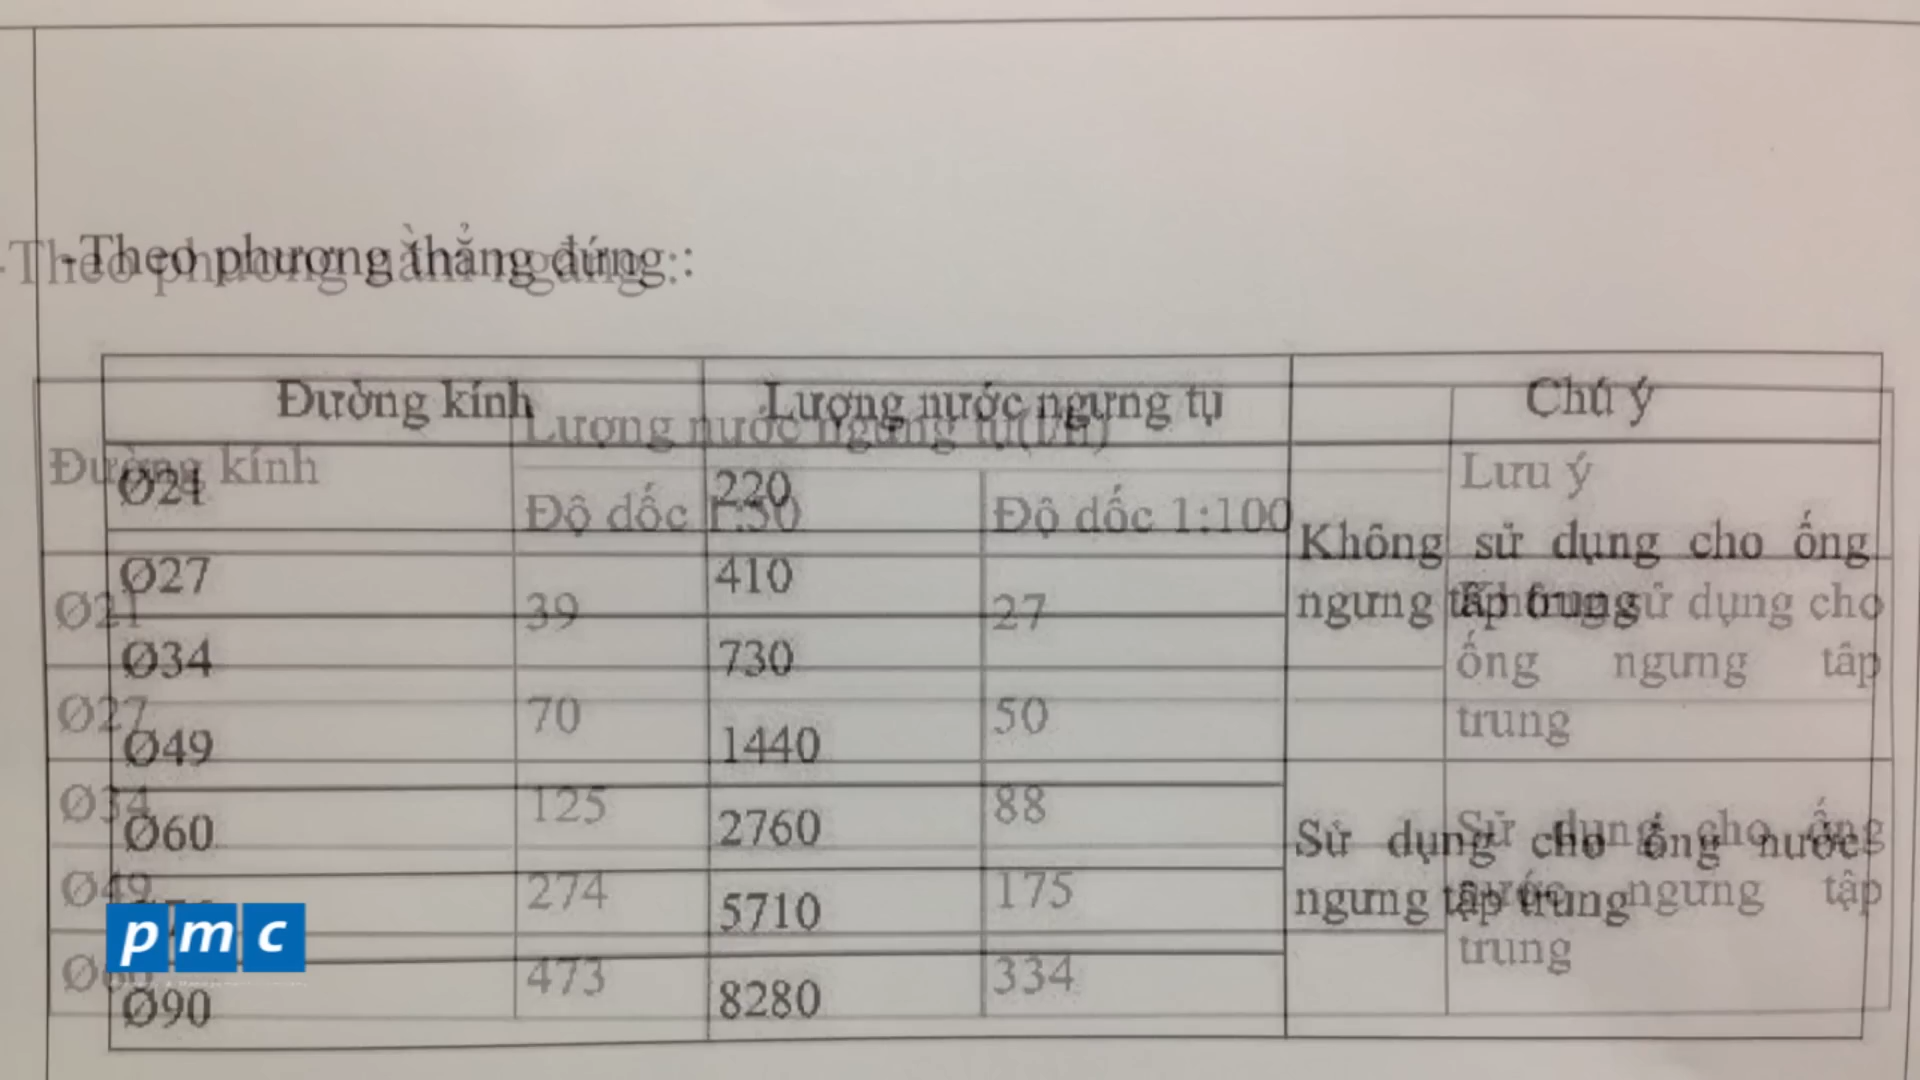 -Theo phương thẳng đứng :
-Theo phương nằm ngang :
Đường kính Lượng nước ngưng tụ Chú ý
Ø21 220
Ø27 410
Ø34 730
Ø49 1440
Không sử dụng cho ống
ngưng tập trung
Ø60 2760
5710
Ø90 8280
Sử dụng cho ống nước
ngưng tập trung
Đường kính Lượng nước ngưng tụ(l/h) Lưu ý
Độ dốc 1:50 Độ dốc 1:100
Ø21 39 27
Ø27 70 50
Không sử dụng cho
ống ngưng tâp
trung
Ø34 125 88
Ø49 274 175
Ø60 473 334
Sử dụng cho ống
nước ngưng tập
trung
pmc